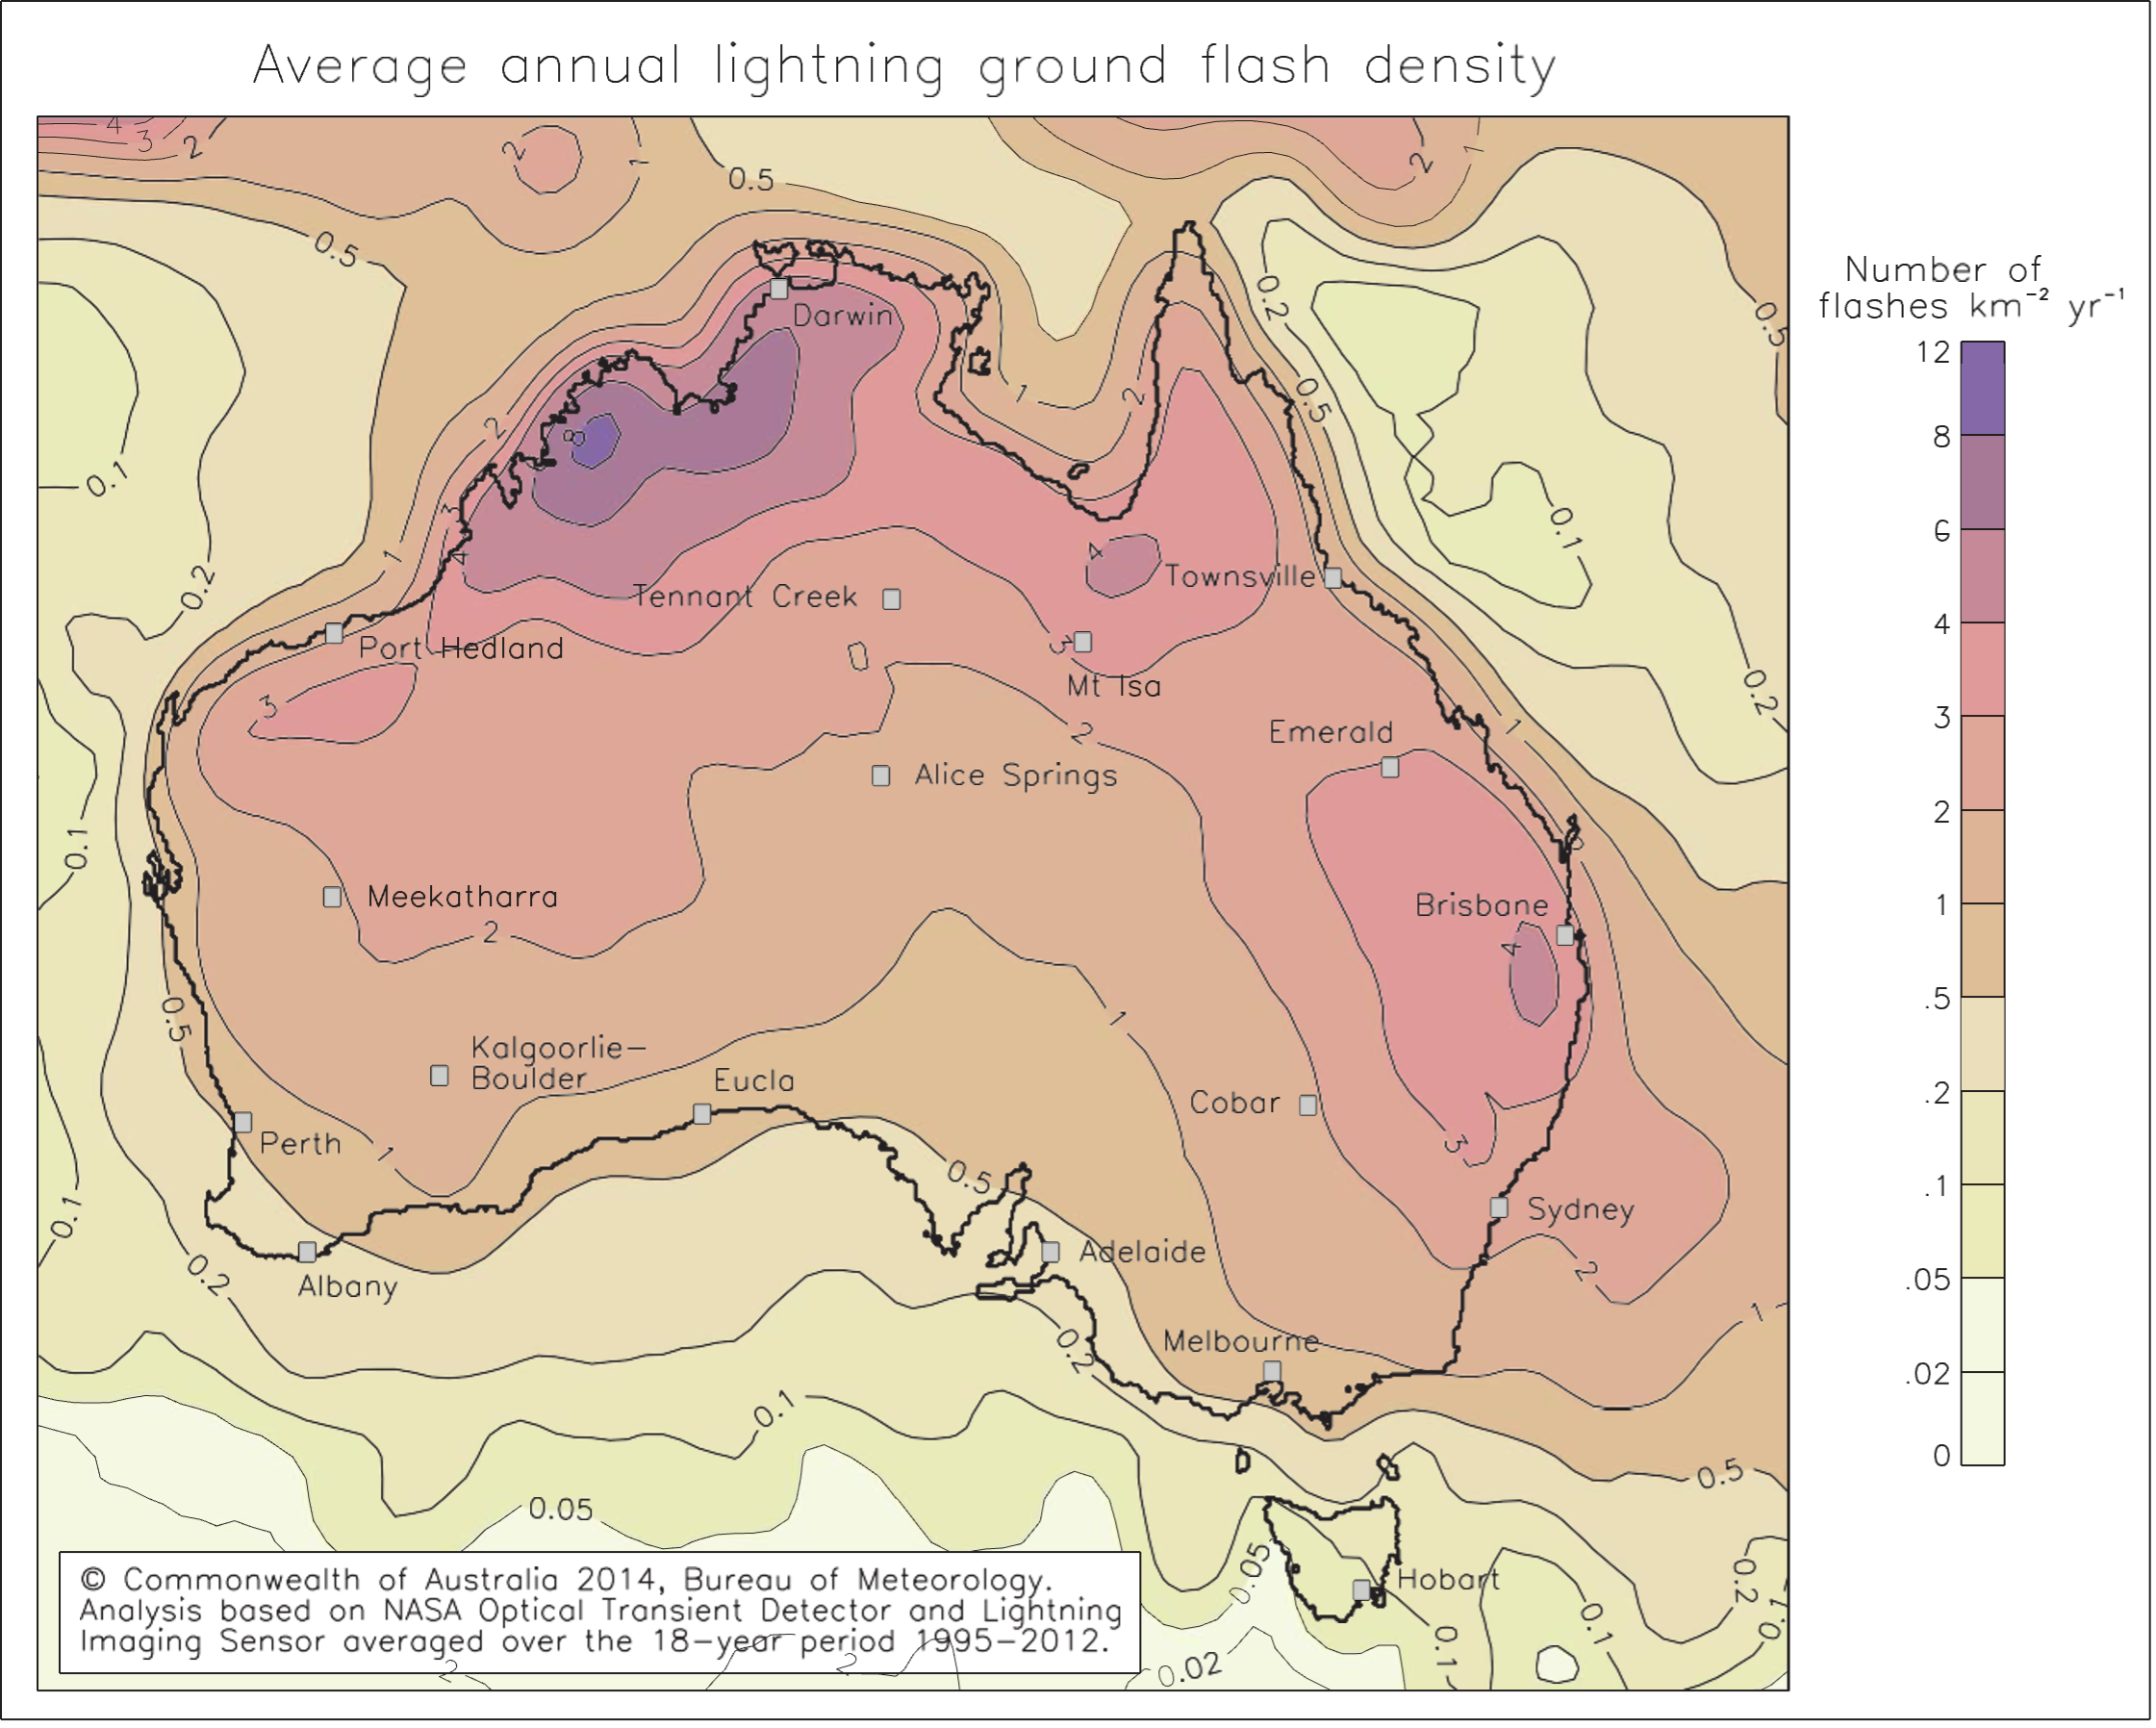 Average annual lightning ground flash density
4
3
2
2
1
0.5
2
1
0.5
0.5
0.2
0.5
Darwin
1
2
0.5
2
8
0.1
3
4
1
0.1
4
Townsville
Tennant Creek
0.2
Port Hedland
3
Mt Isa
3
0.2
2
1
Emerald
Alice Springs
0.1
Meekatharra
Brisbane
2
4
0.5
1
Kalgoorlie–
Boulder
Eucla
Cobar
Perth
1
3
0.5
0.1
Sydney
Adelaide
0.2
Albany
2
1
Melbourne
0.2
0.1
0.5
0.05
0.05
Hobart
0.2
0.1
0.1
0.1
0.02
2
2
© Commonwealth of Australia 2014, Bureau of Meteorology.
Analysis based on NASA Optical Transient Detector and Lightning
Imaging Sensor averaged over the 18–year period 1995–2012.
Number of
flashes km⁻² yr⁻¹
12
8
6
4
3
2
1
.5
.2
.1
.05
.02
0